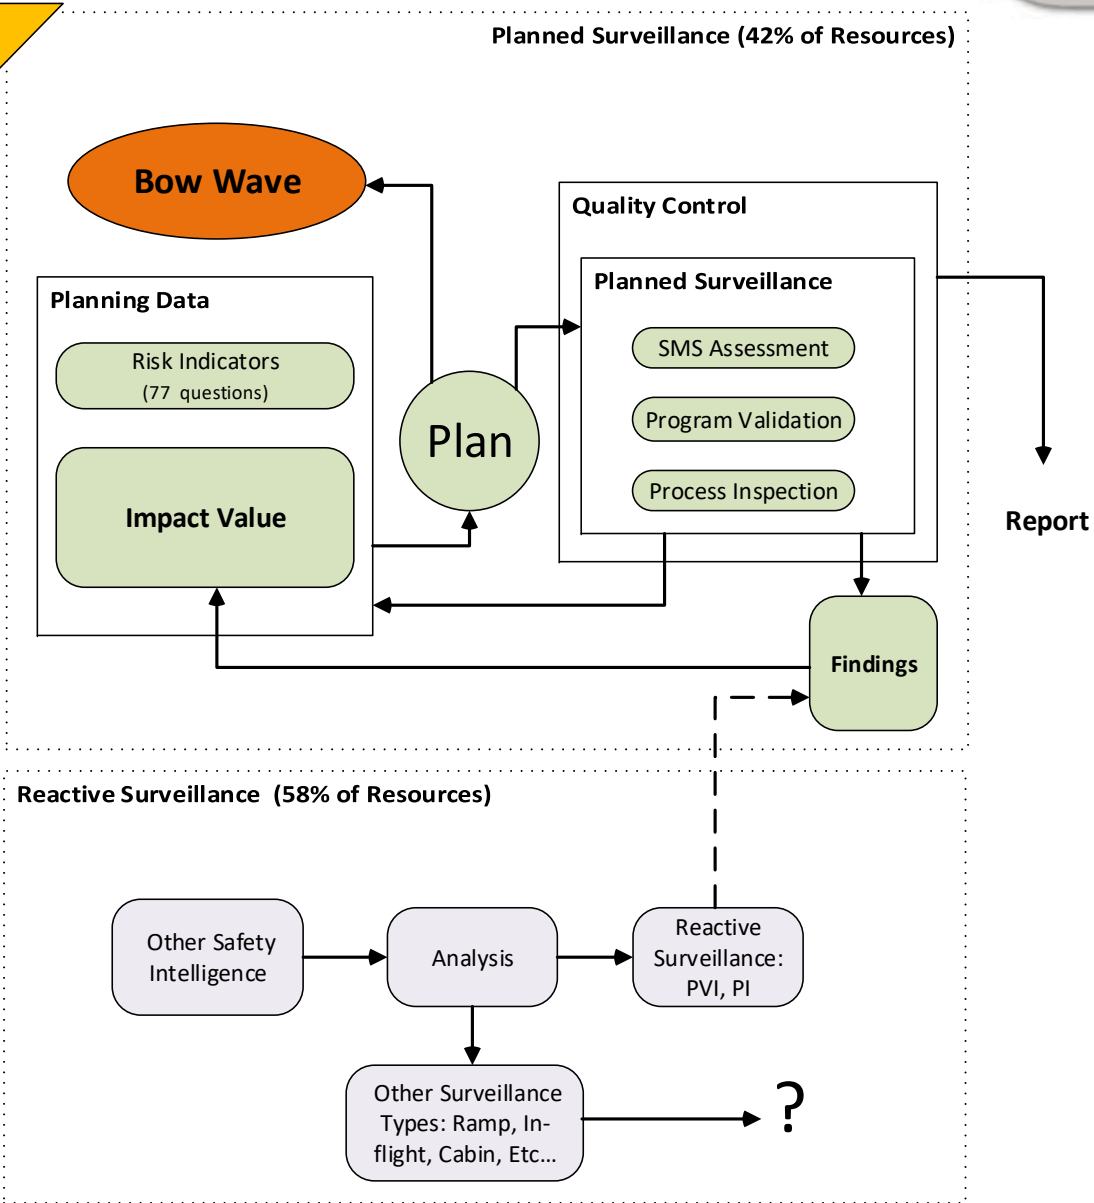 Planned Surveillance (42% of Resources)
Bow Wave
Quality Control
Planned Surveillance
SMS Assessment
Program Validation
Process Inspection
Planning Data
Risk Indicators
(77 questions)
Impact Value
Plan
Report
Findings
Reactive Surveillance (58% of Resources)
Other Safety
Intelligence
Analysis
Reactive
Surveillance:
PVI, PI
Other Surveillance
Types: Ramp, In-
flight, Cabin, Etc...
?